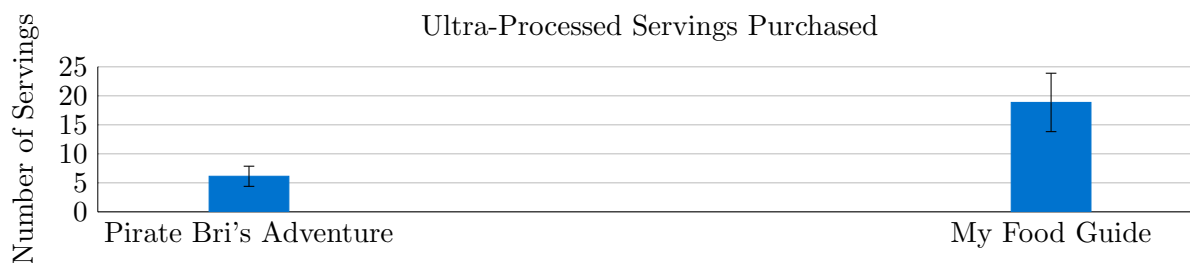 Ultra-Processed Servings Purchased
Number of Servings
25
20
15
10
5
0
Pirate Bri's Adventure
My Food Guide